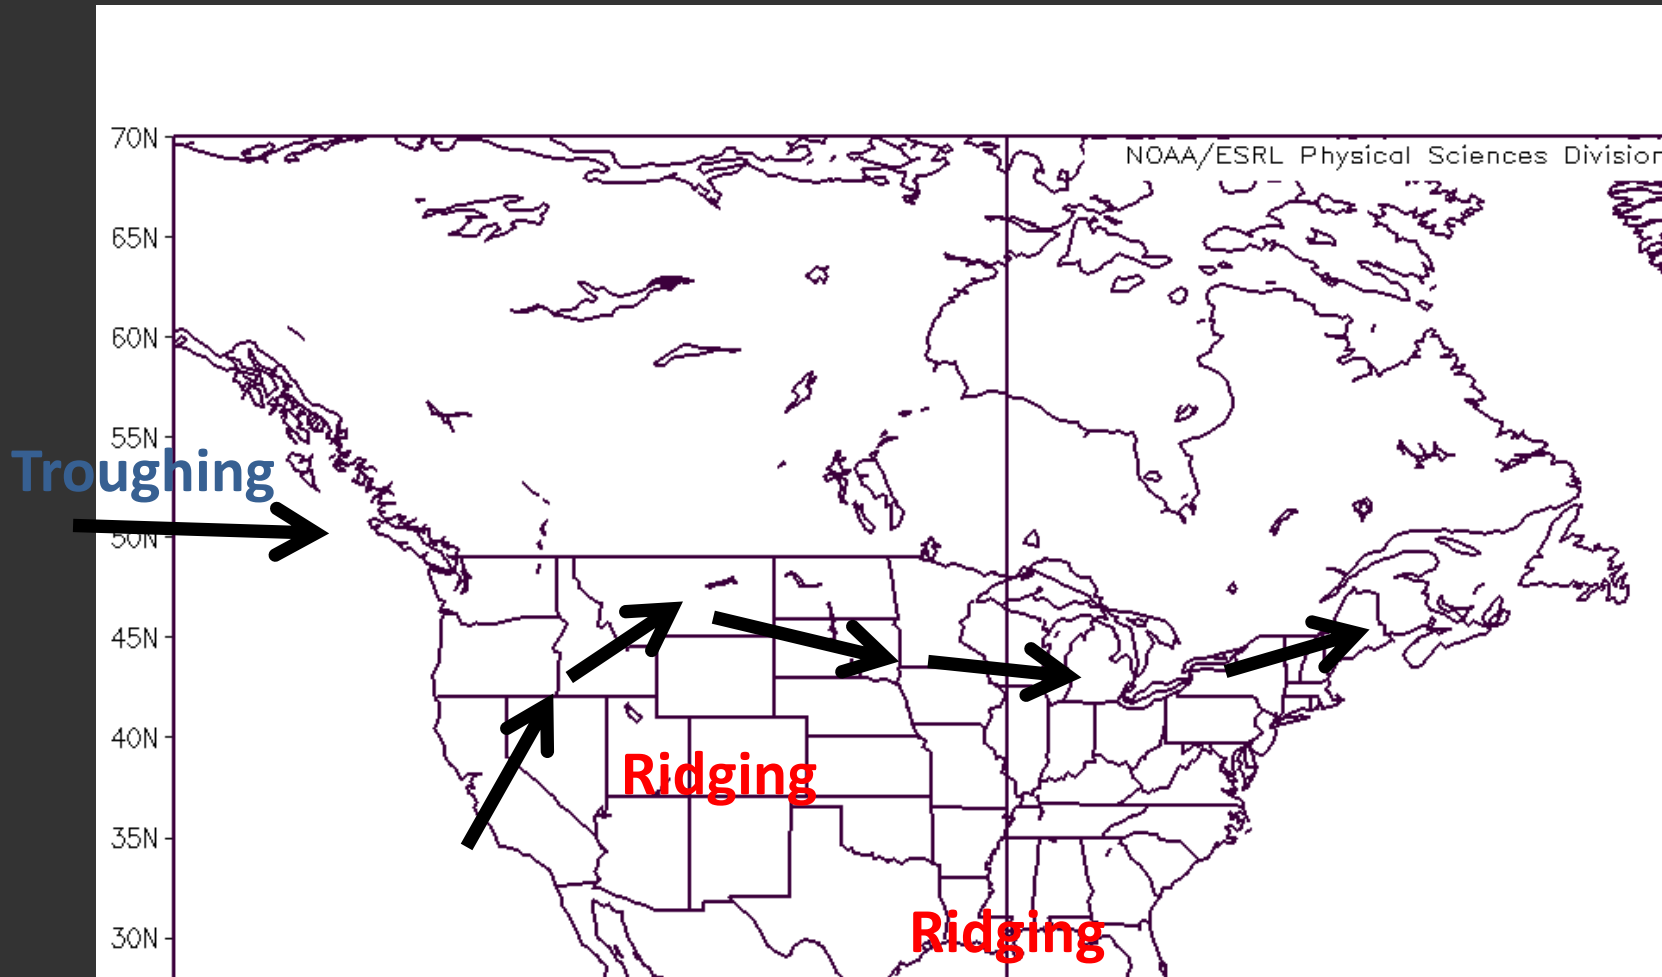 70N
NOAA/ESRL Physical Sciences Division
65N
60N
55N
Troughing
50N
45N
40N
Ridging
35N
30N
Ridging